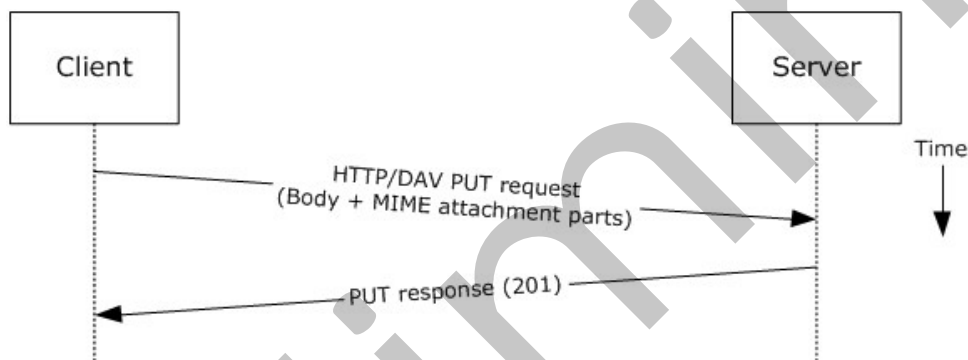 Client
Server
Time
HTTP/DAV PUT request
(Body + MIME attachment parts)
PUT response (201)